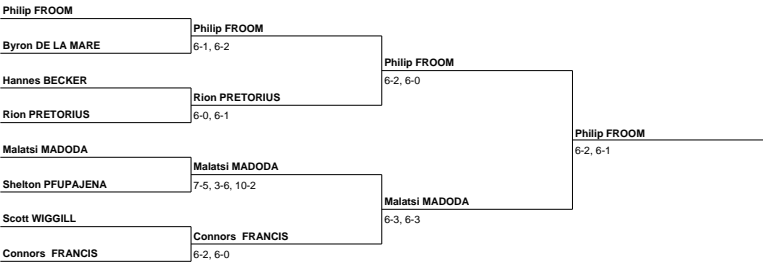 Philip FROOM
Philip FROOM
Byron DE LA MARE
6-1, 6-2
Philip FROOM
Hannes BECKER
6-2, 6-0
Rion PRETORIUS
Rion PRETORIUS
6-0, 6-1
Philip FROOM
Malatsi MADODA
6-2, 6-1
Malatsi MADODA
Shelton PFUPAJENA
7-5, 3-6, 10-2
Malatsi MADODA
Scott WIGGILL
6-3, 6-3
Connors FRANCIS
Connors FRANCIS
6-2, 6-0